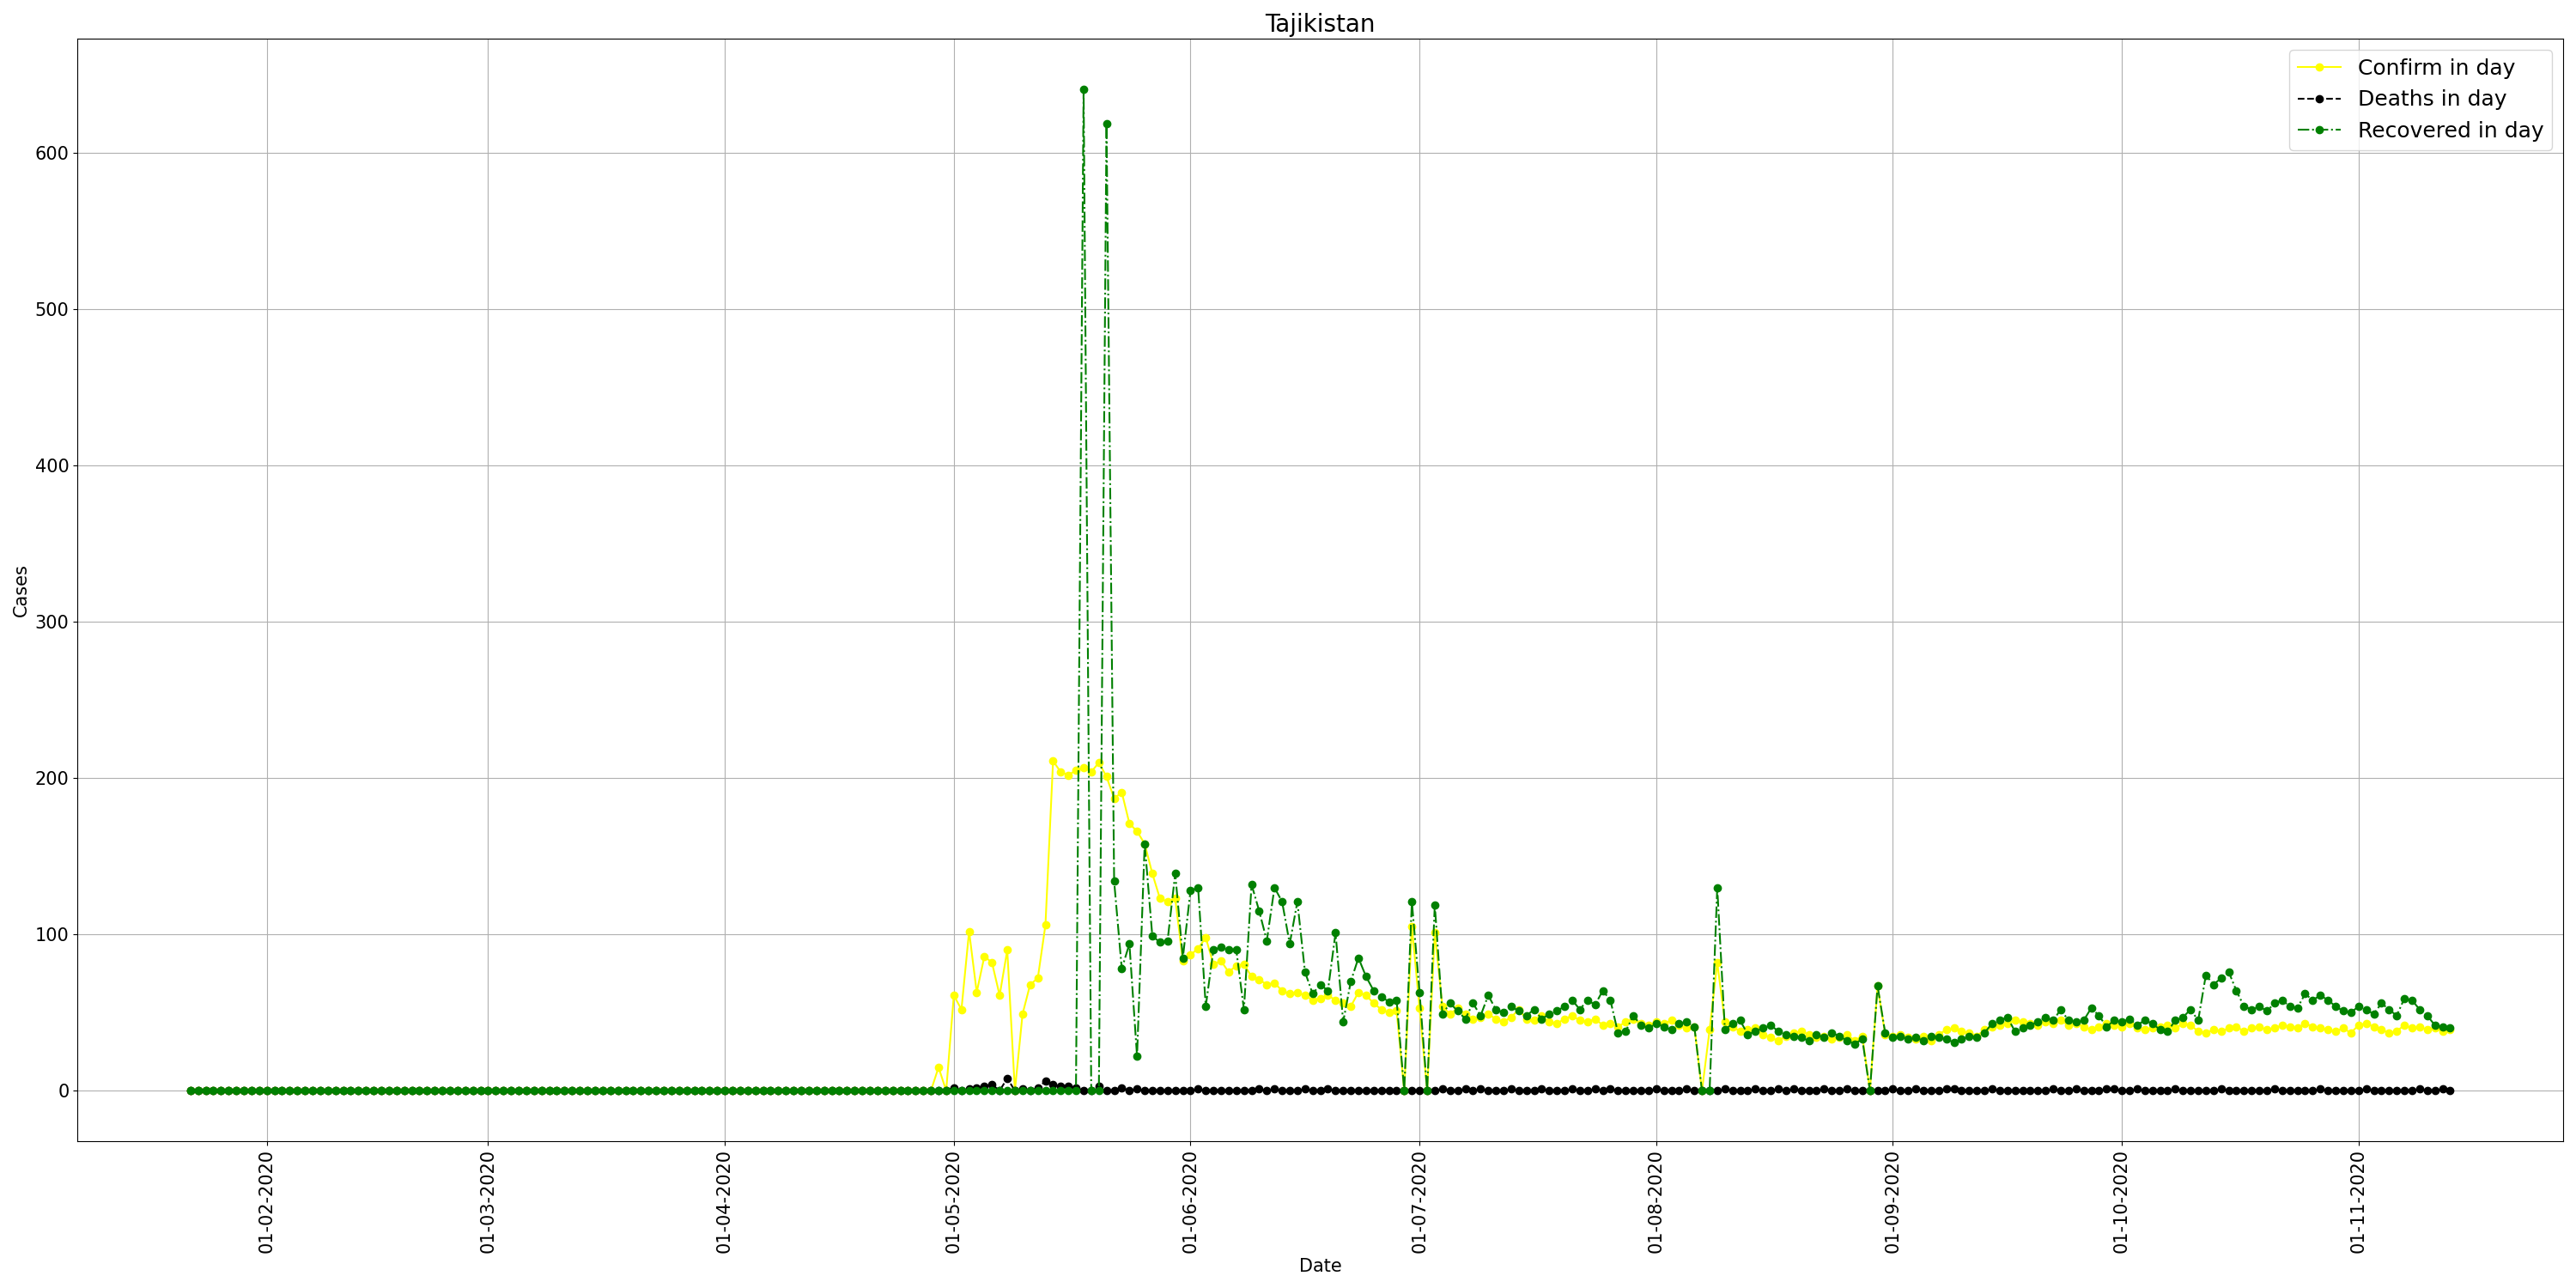 Tajikistan
Confirm in day
Deaths in day
Recovered in day
600
500
400
300
200
100
0
Cases
01-02-2020
01-03-2020
01-04-2020
01-05-2020
01-06-2020
01-07-2020
01-08-2020
01-09-2020
01-10-2020
01-11-2020
Date